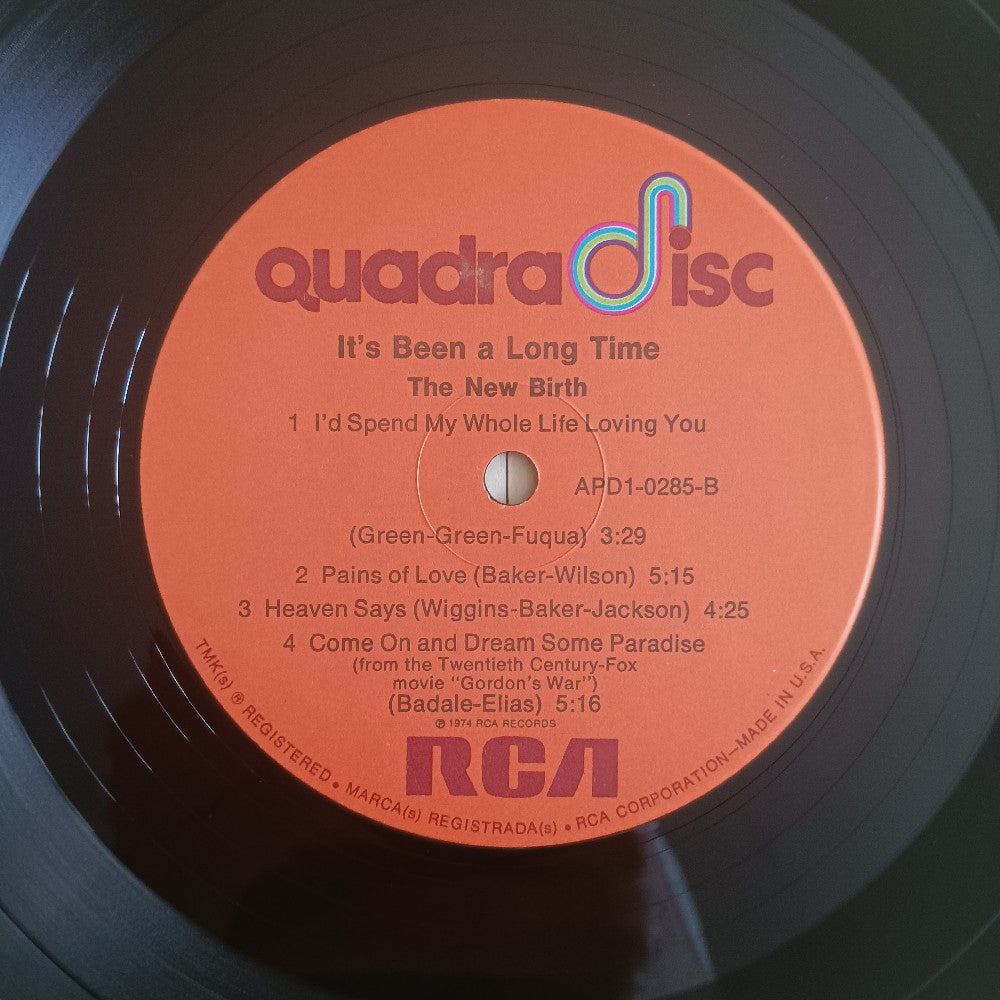 quadradisc
It's Been a Long Time
The New Birth
1 I'd Spend My Whole Life Loving You
APD1-0285-B
(Green-Green-Fuqua) 3:29
2 Pains of Love (Baker-Wilson) 5:15
3 Heaven Says (Wiggins-Baker-Jackson) 4:25
4 Come On and Dream Some Paradise
(from the Twentieth Century-Fox
movie "Gordon's War")
(Badale-Elias) 5:16
℗ 1974 RCA RECORDS
RCA
TMK(s) ® REGISTERED • MARCA(s) REGISTRADA(s) • RCA CORPORATION—MADE IN U.S.A.